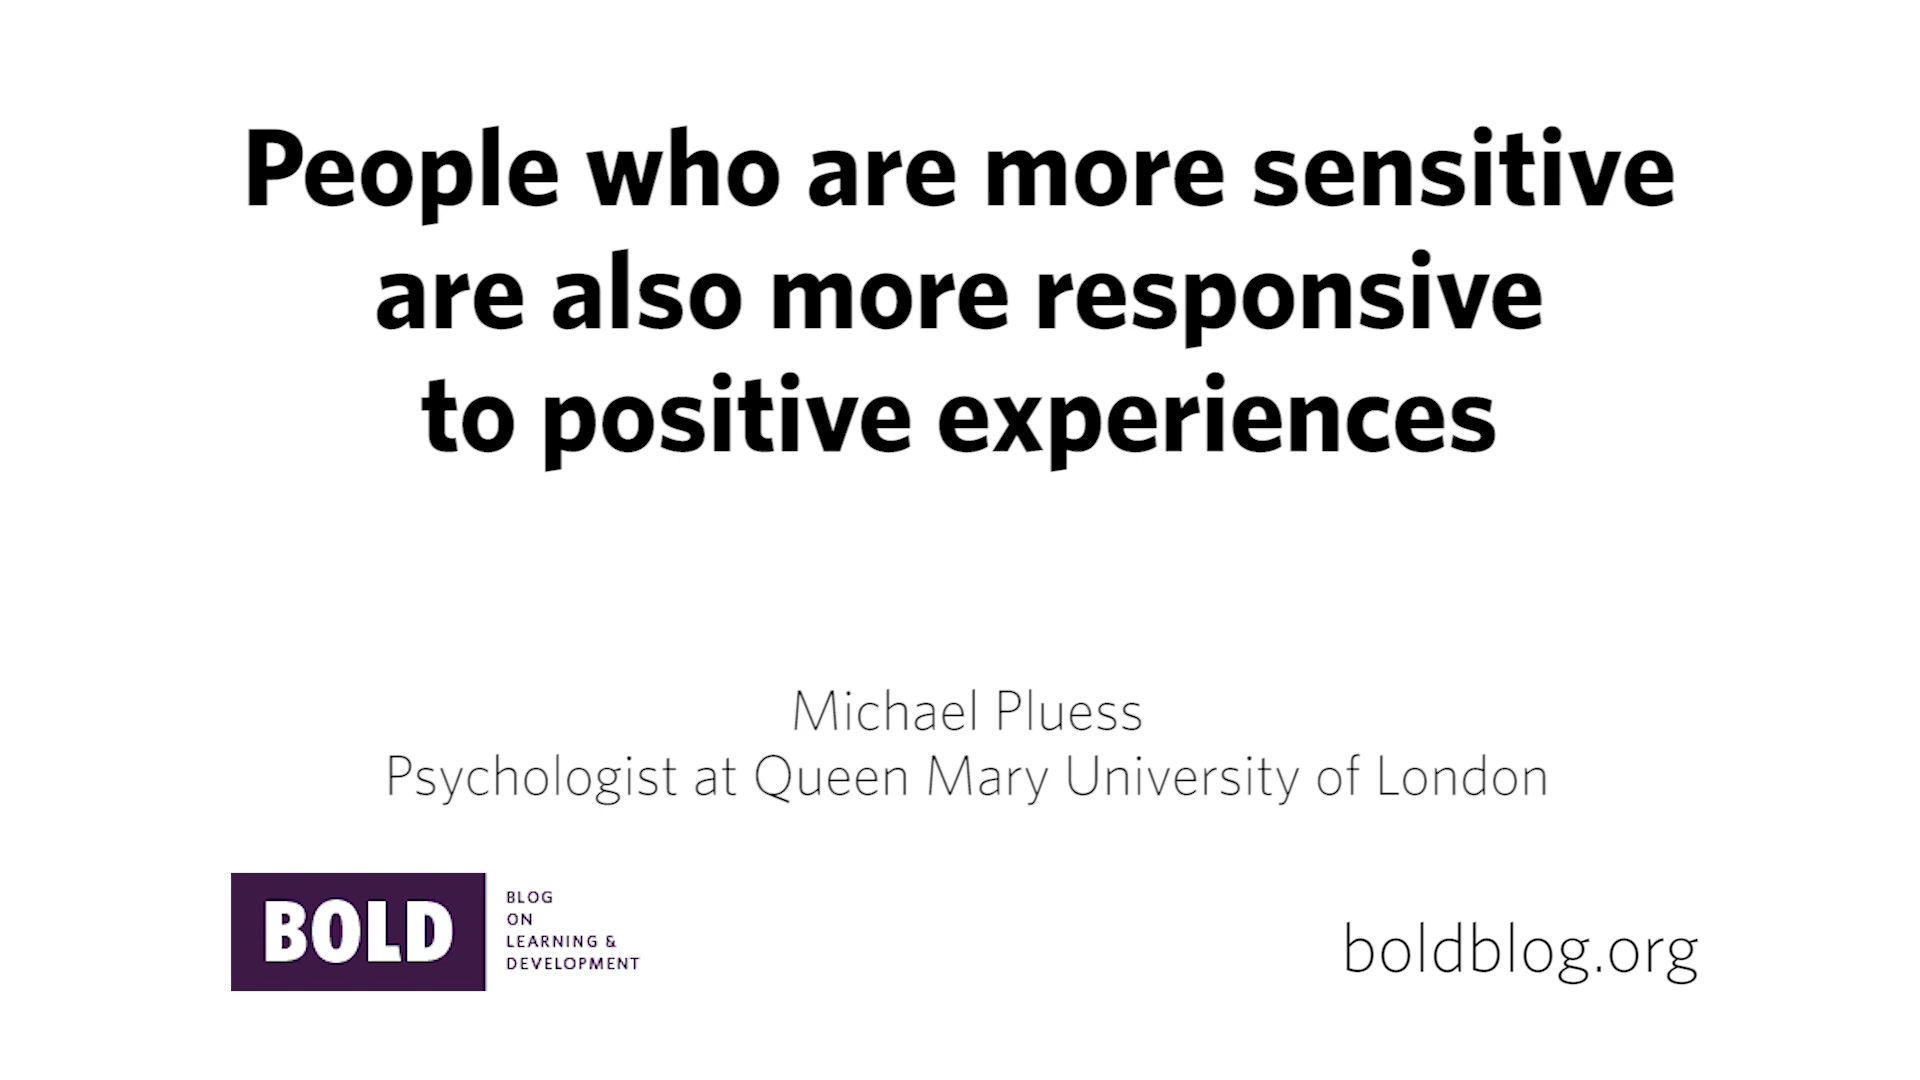 People who are more sensitive
are also more responsive
to positive experiences
Michael Pluess
Psychologist at Queen Mary University of London
BOLD
BLOG
ON
LEARNING &
DEVELOPMENT
boldblog.org